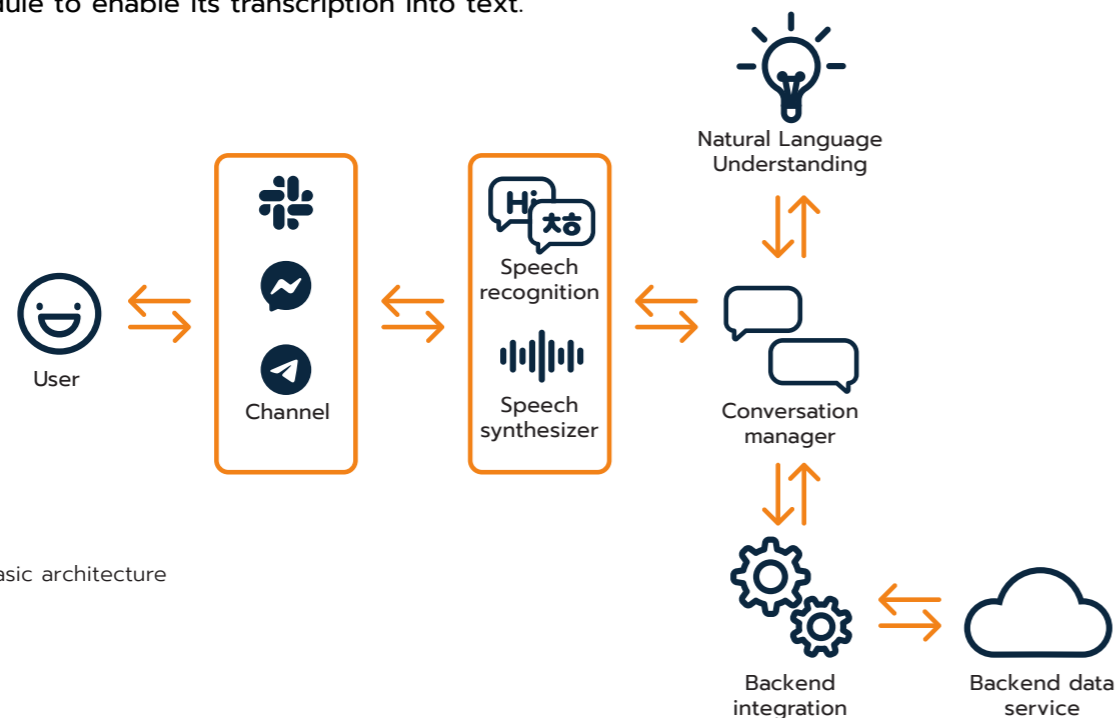 dule to enable its transcription into text.
Natural Language
Understanding
Hi
Speech
recognition
User
Channel
Speech
synthesizer
Conversation
manager
asic architecture
Backend
integration
Backend data
service